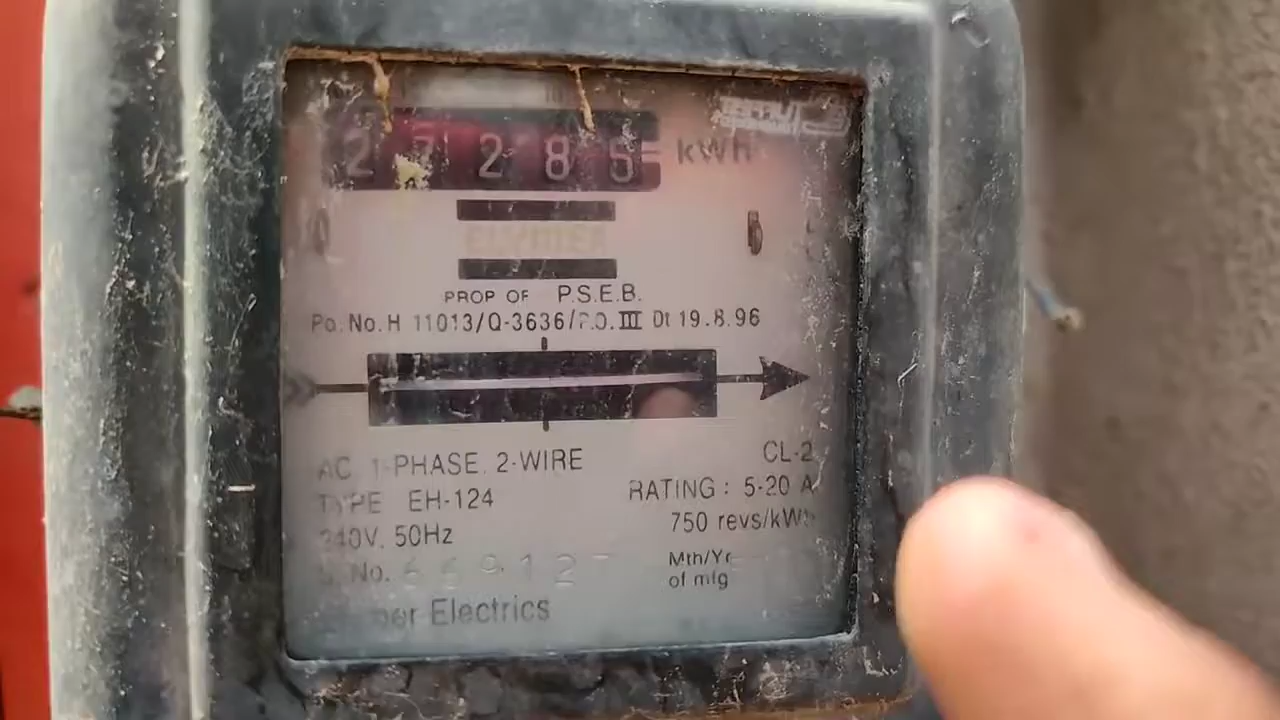 2 7 2 8 5 kWh
PROP OF P.S.E.B.
Po. No. H 11013/Q-3636/P.O. III Dt 19.8.96
AC 1-PHASE. 2-WIRE CL-2
TYPE EH-124 RATING: 5-20 A
240V. 50Hz 750 revs/kWh
No. 669127 Mth/Yr
of mfg
Electrics